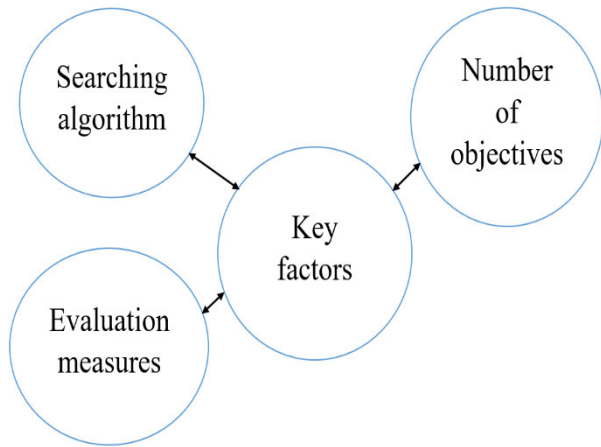 Searching
algorithm
Number
of
objectives
Key
factors
Evaluation
measures